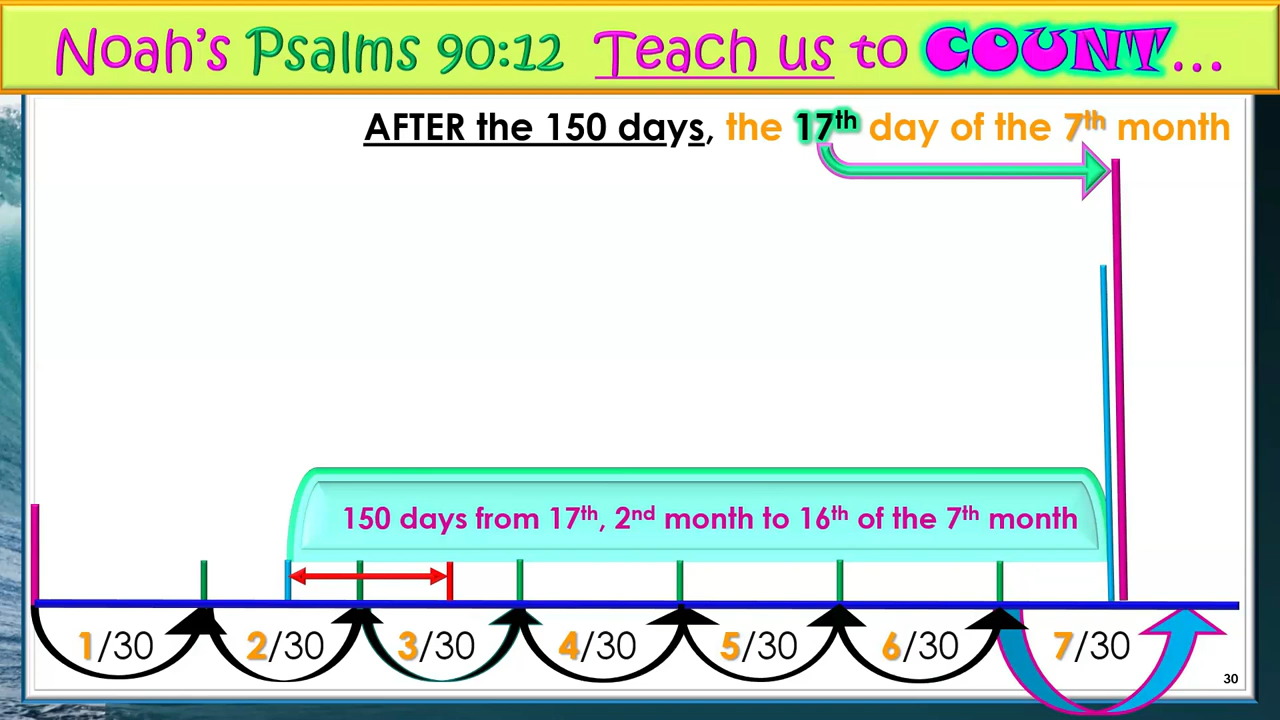 Noah's Psalms 90:12 Teach us to COUNT...
AFTER the 150 days, the 17th day of the 7th month
150 days from 17th, 2nd month to 16th of the 7th month
1/30 2/30 3/30 4/30 5/30 6/30 7/30
30